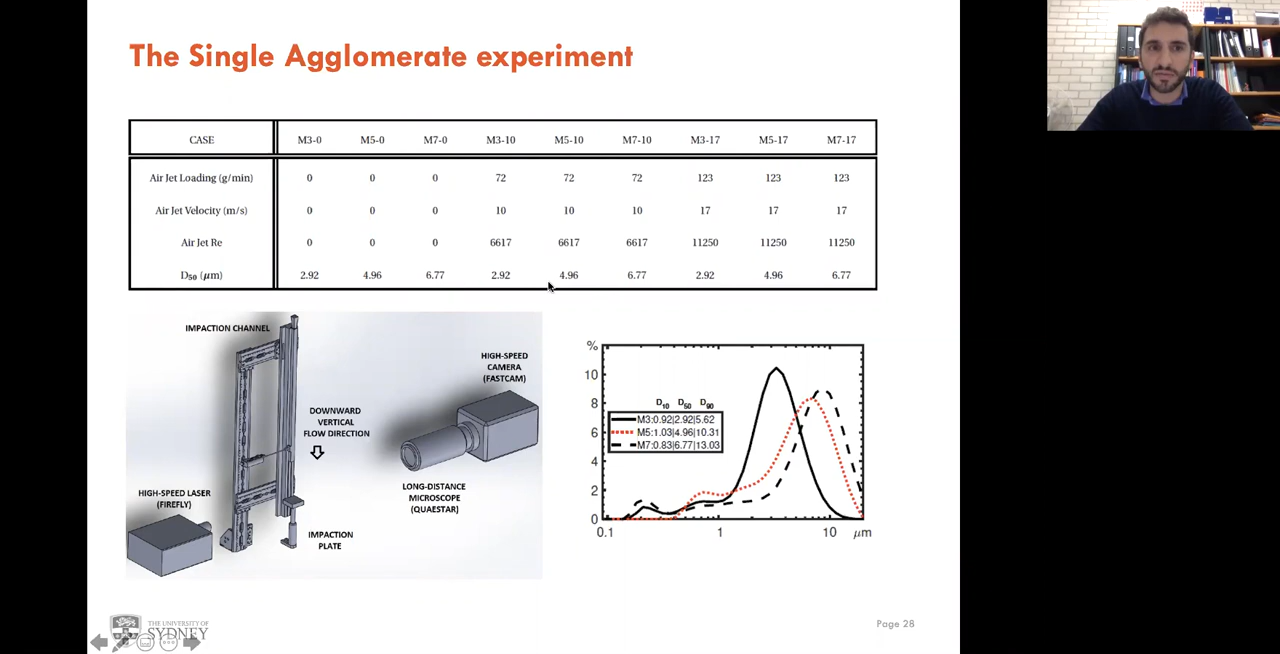 The Single Agglomerate experiment
CASE M3-0 M5-0 M7-0 M3-10 M5-10 M7-10 M3-17 M5-17 M7-17
Air Jet Loading (g/min) 0 0 0 72 72 72 123 123 123
Air Jet Velocity (m/s) 0 0 0 10 10 10 17 17 17
Air Jet Re 0 0 0 6617 6617 6617 11250 11250 11250
D50 (μm) 2.92 4.96 6.77 2.92 4.96 6.77 2.92 4.96 6.77
IMPACTION CHANNEL
HIGH-SPEED
CAMERA
(FASTCAM)
DOWNWARD
VERTICAL
FLOW DIRECTION
HIGH-SPEED LASER
(FIREFLY)
LONG-DISTANCE
MICROSCOPE
(QUAESTAR)
IMPACTION
PLATE
%
10
8
6
4
2
0
D10 D50 D90
M3:0.92|2.92|5.62
M5:1.03|4.96|10.31
M7:0.83|6.77|13.03
0.1 1 10 μm
THE UNIVERSITY OF
SYDNEY
Page 28